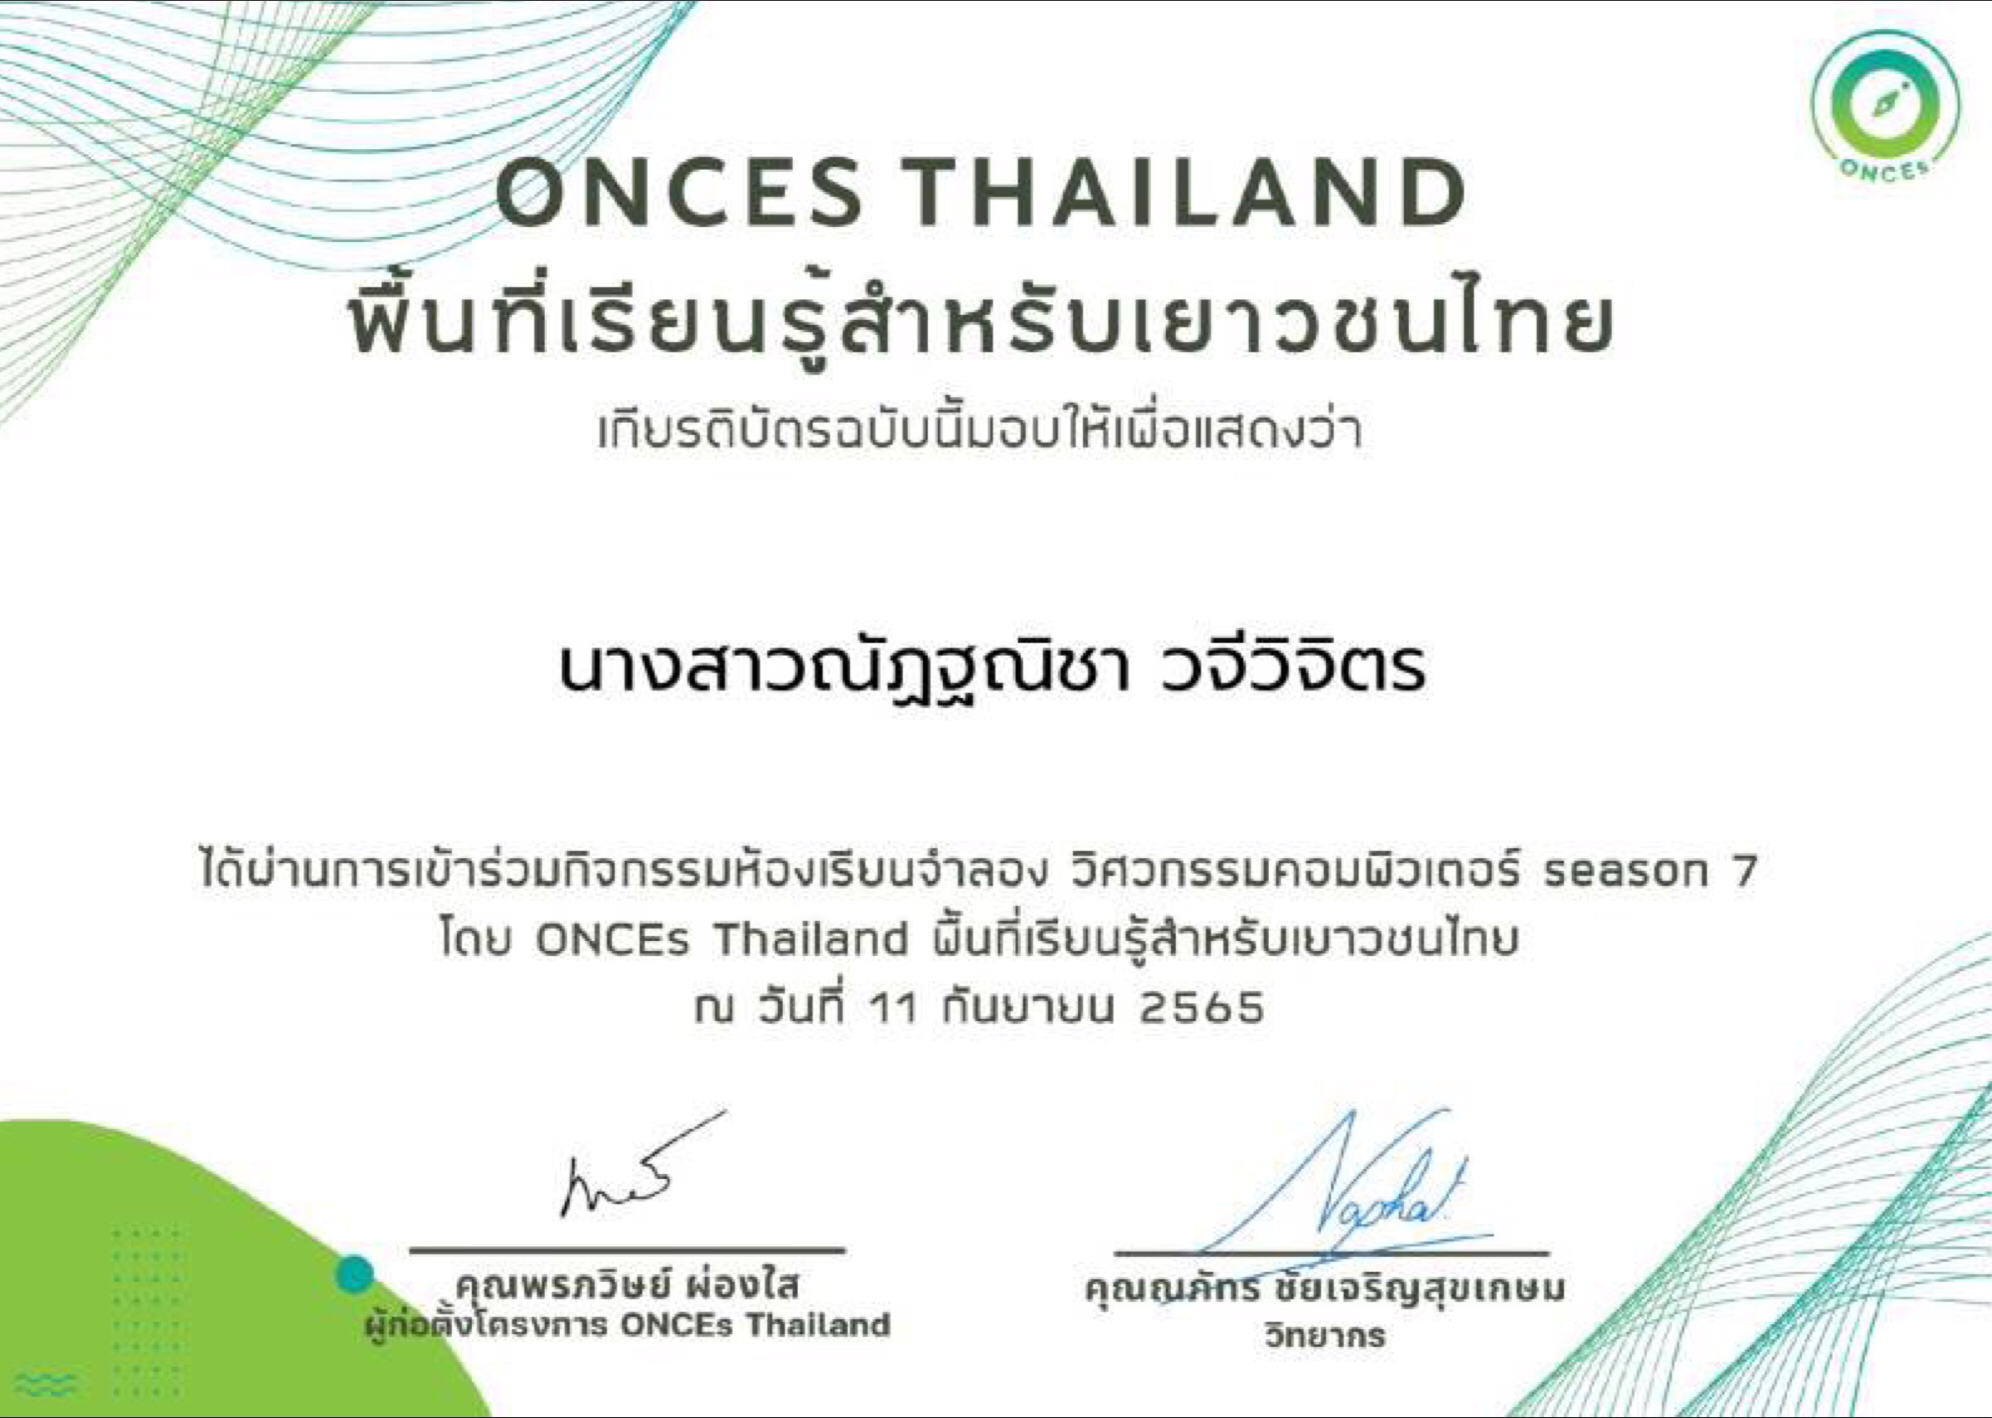 ONCEs
ONCES THAILAND
พื้นที่เรียนรู้สำหรับเยาวชนไทย
เกียรติบัตรฉบับนี้มอบให้เพื่อแสดงว่า
นางสาวณัฏฐณิชา วจีวิจิตร
ได้ผ่านการเข้าร่วมกิจกรรมห้องเรียนจำลอง วิศวกรรมคอมพิวเตอร์ season 7
โดย ONCEs Thailand พื้นที่เรียนรู้สำหรับเยาวชนไทย
ณ วันที่ 11 กันยายน 2565
Naphat
คุณพรภวิษย์ ผ่องใส
ผู้ก่อตั้งโครงการ ONCEs Thailand
คุณณภัทร ชัยเจริญสุขเกษม
วิทยากร